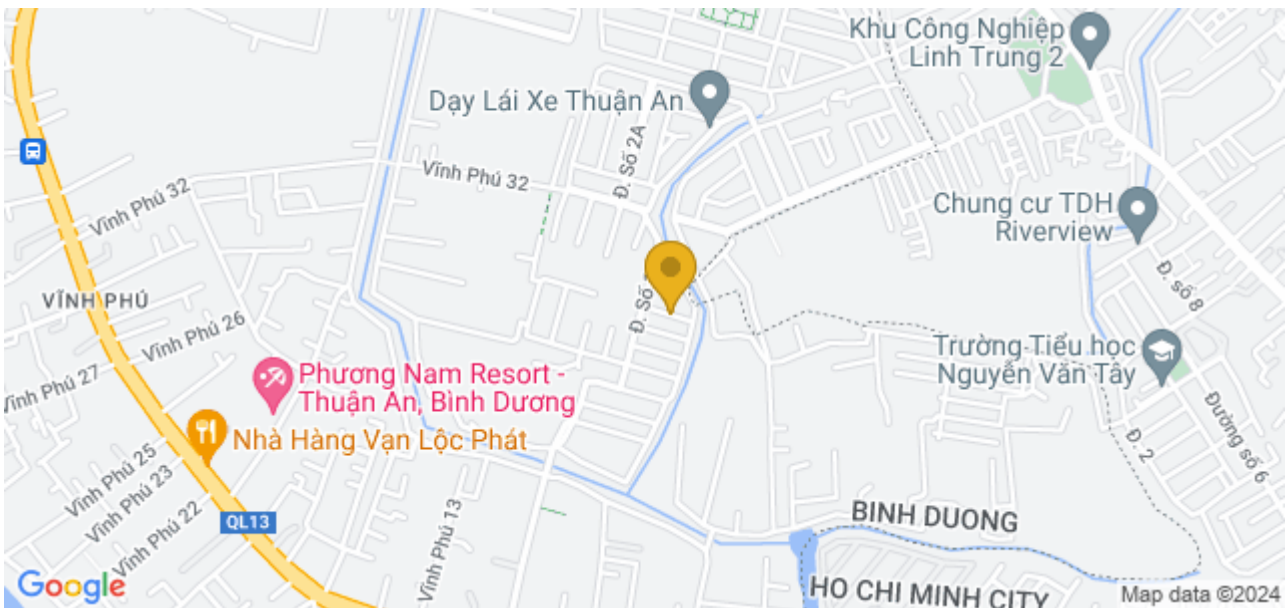 Khu Công Nghiệp
Linh Trung 2
Dạy Lái Xe Thuận An
Đ. Số 2A
Vĩnh Phú 32
Vĩnh Phú 32
Chung cư TDH
Riverview
Đ. số 8
VĨNH PHÚ
Đ. Số
Vĩnh Phú 26
Trường Tiểu học
Nguyễn Văn Tây
Vĩnh Phú 27
Phương Nam Resort -
Thuận An, Bình Dương
Đường số 6
Nhà Hàng Vạn Lộc Phát
Đ. 2
Vĩnh Phú 25
Vĩnh Phú 23
Vĩnh Phú 22
QL13
Vĩnh Phú 13
BINH DUONG
HO CHI MINH CITY
Google
Map data ©2024